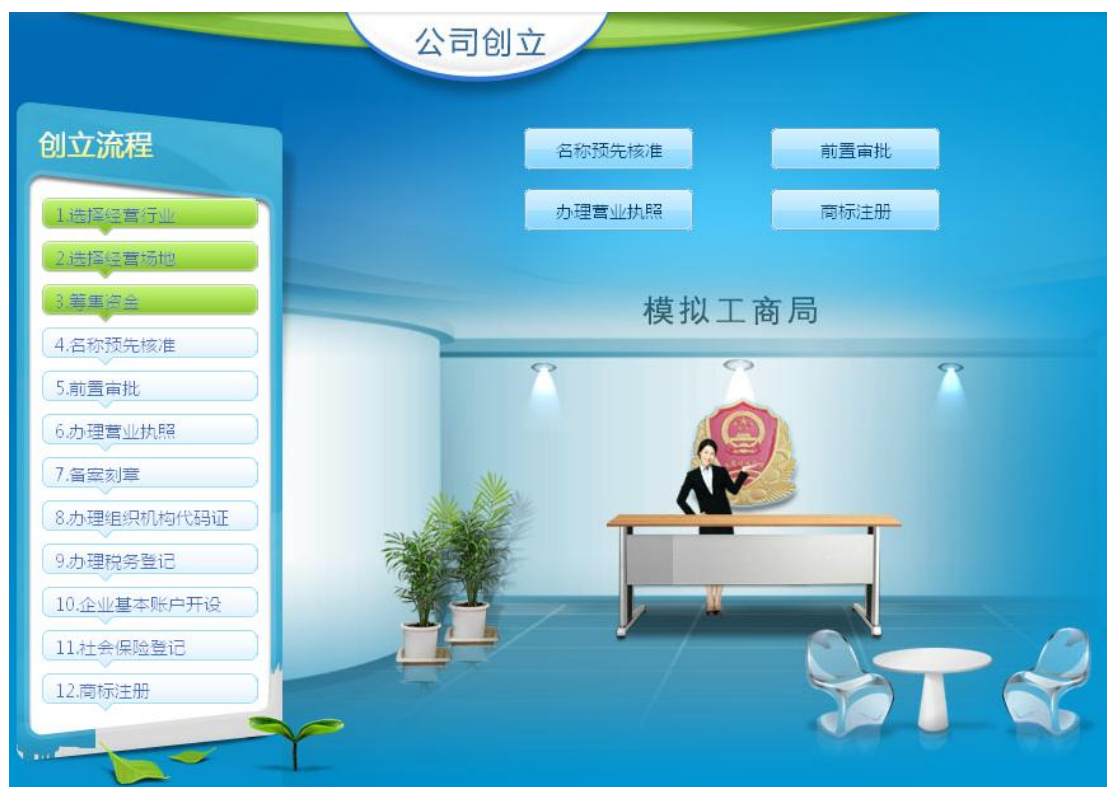 公司创立
创立流程
1.选择经营行业
2.选择经营场地
3.筹集资金
4.名称预先核准
5.前置审批
6.办理营业执照
7.备案刻章
8.办理组织机构代码证
9.办理税务登记
10.企业基本账户开设
11.社会保险登记
12.商标注册
名称预先核准
前置审批
办理营业执照
商标注册
模拟工商局